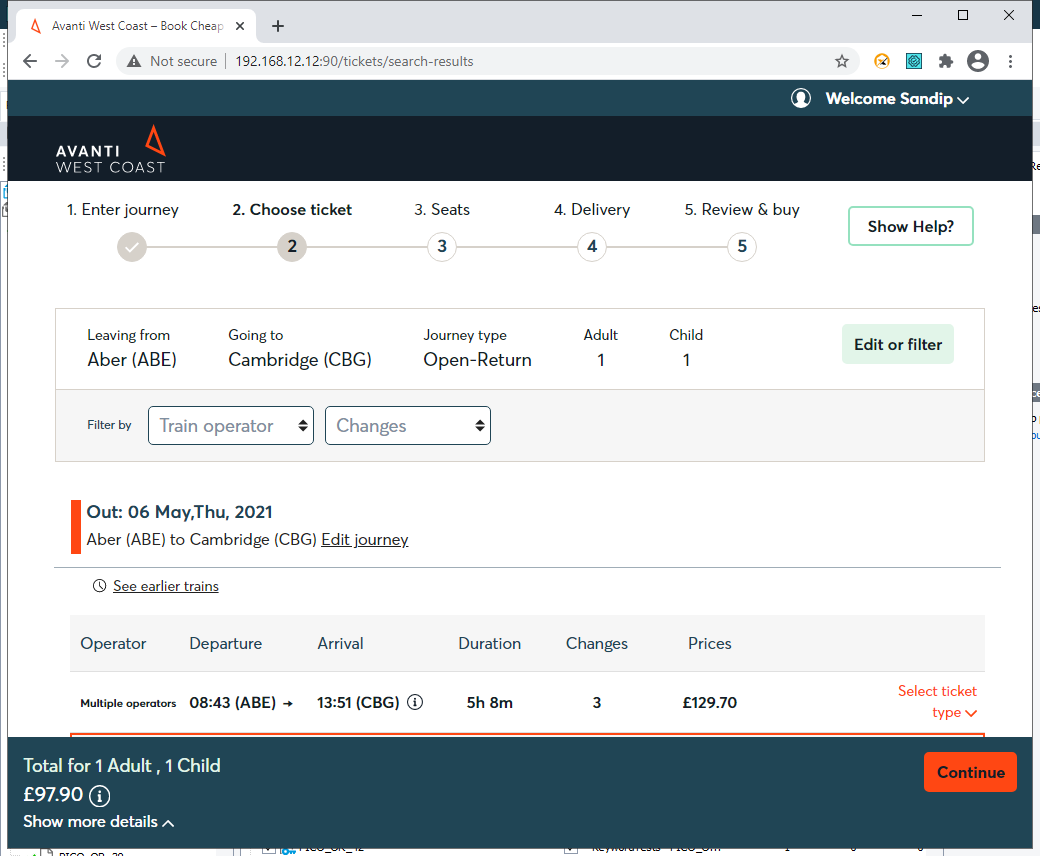 Avanti West Coast – Book Cheap
Not secure | 192.168.12.12:90/tickets/search-results
Welcome Sandip
AVANTI
WEST COAST
1. Enter journey 2. Choose ticket 3. Seats 4. Delivery 5. Review & buy
Show Help?
2 3 4 5
Leaving from Going to Journey type Adult Child
Aber (ABE) Cambridge (CBG) Open-Return 1 1
Edit or filter
Filter by Train operator Changes
Out: 06 May,Thu, 2021
Aber (ABE) to Cambridge (CBG) Edit journey
See earlier trains
Operator Departure Arrival Duration Changes Prices
Multiple operators 08:43 (ABE) → 13:51 (CBG) 5h 8m 3 £129.70
Select ticket
type
Total for 1 Adult , 1 Child
£97.90
Continue
Show more details